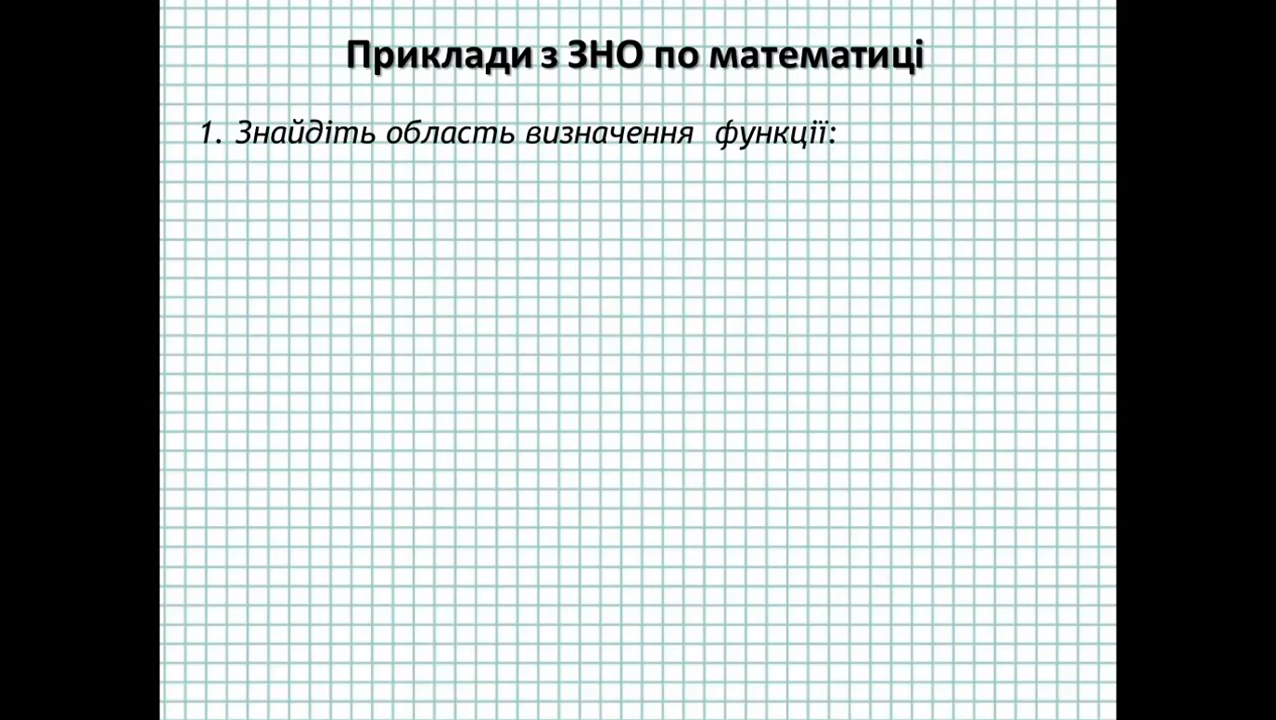 Приклади з ЗНО по математиці
1. Знайдіть область визначення функції: